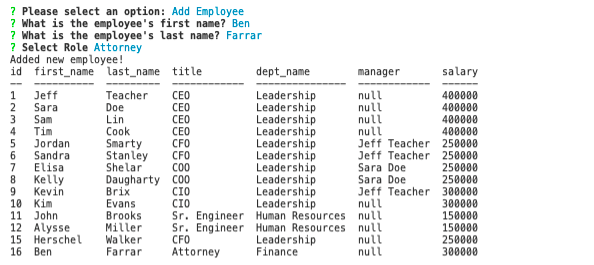 ? Please select an option: Add Employee
? What is the employee's first name? Ben
? What is the employee's last name? Farrar
? Select Role Attorney
Added new employee!
id  first_name  last_name  title         dept_name        manager       salary
--  ----------  ---------  ------------  ---------------  ------------  ------
1   Jeff        Teacher    CEO           Leadership       null          400000
2   Sara        Doe        CEO           Leadership       null          400000
3   Sam         Lin        CEO           Leadership       null          400000
4   Tim         Cook       CEO           Leadership       null          400000
5   Jordan      Smarty     CFO           Leadership       Jeff Teacher  250000
6   Sandra      Stanley    CFO           Leadership       Jeff Teacher  250000
7   Elisa       Shelar     COO           Leadership       Sara Doe      250000
8   Kelly       Daugharty  COO           Leadership       Sara Doe      250000
9   Kevin       Brix       CIO           Leadership       Jeff Teacher  300000
10  Kim         Evans      CIO           Leadership       null          300000
11  John        Brooks     Sr. Engineer  Human Resources  null          150000
12  Alysse      Miller     Sr. Engineer  Human Resources  null          150000
15  Herschel    Walker     CFO           Leadership       null          250000
16  Ben         Farrar     Attorney      Finance          null          300000